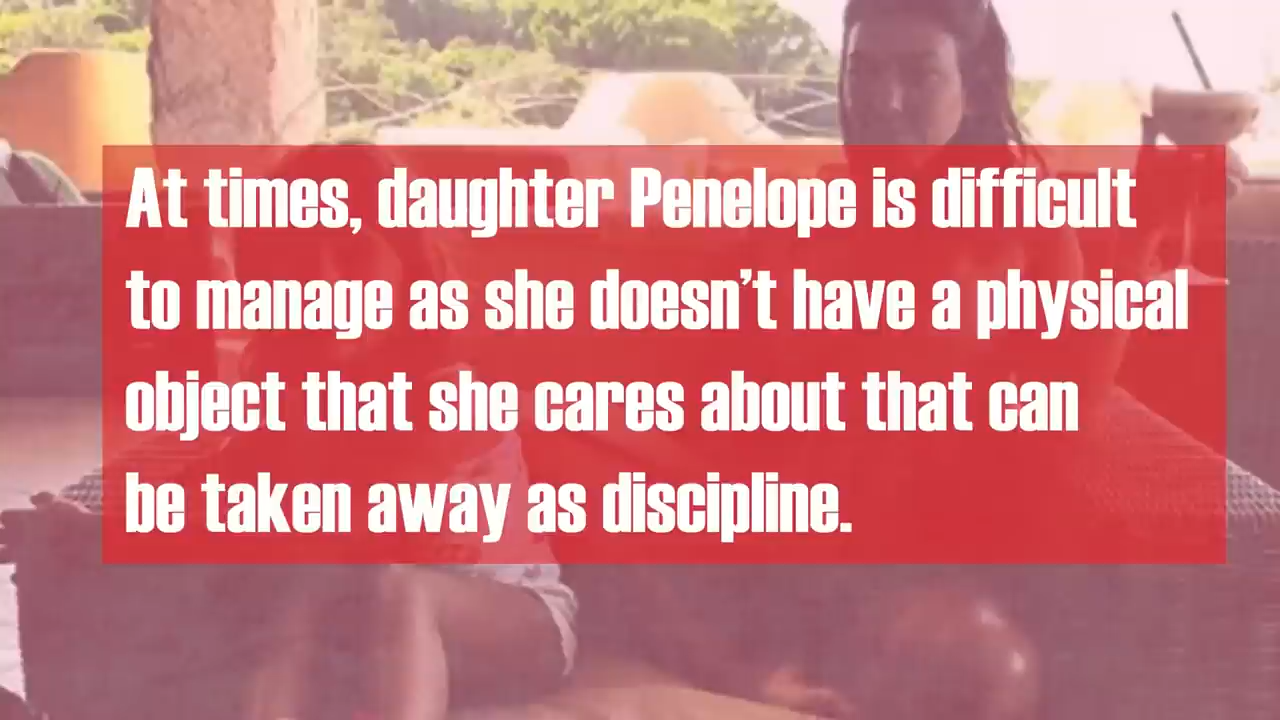 At times, daughter Penelope is difficult
to manage as she doesn’t have a physical
object that she cares about that can
be taken away as discipline.